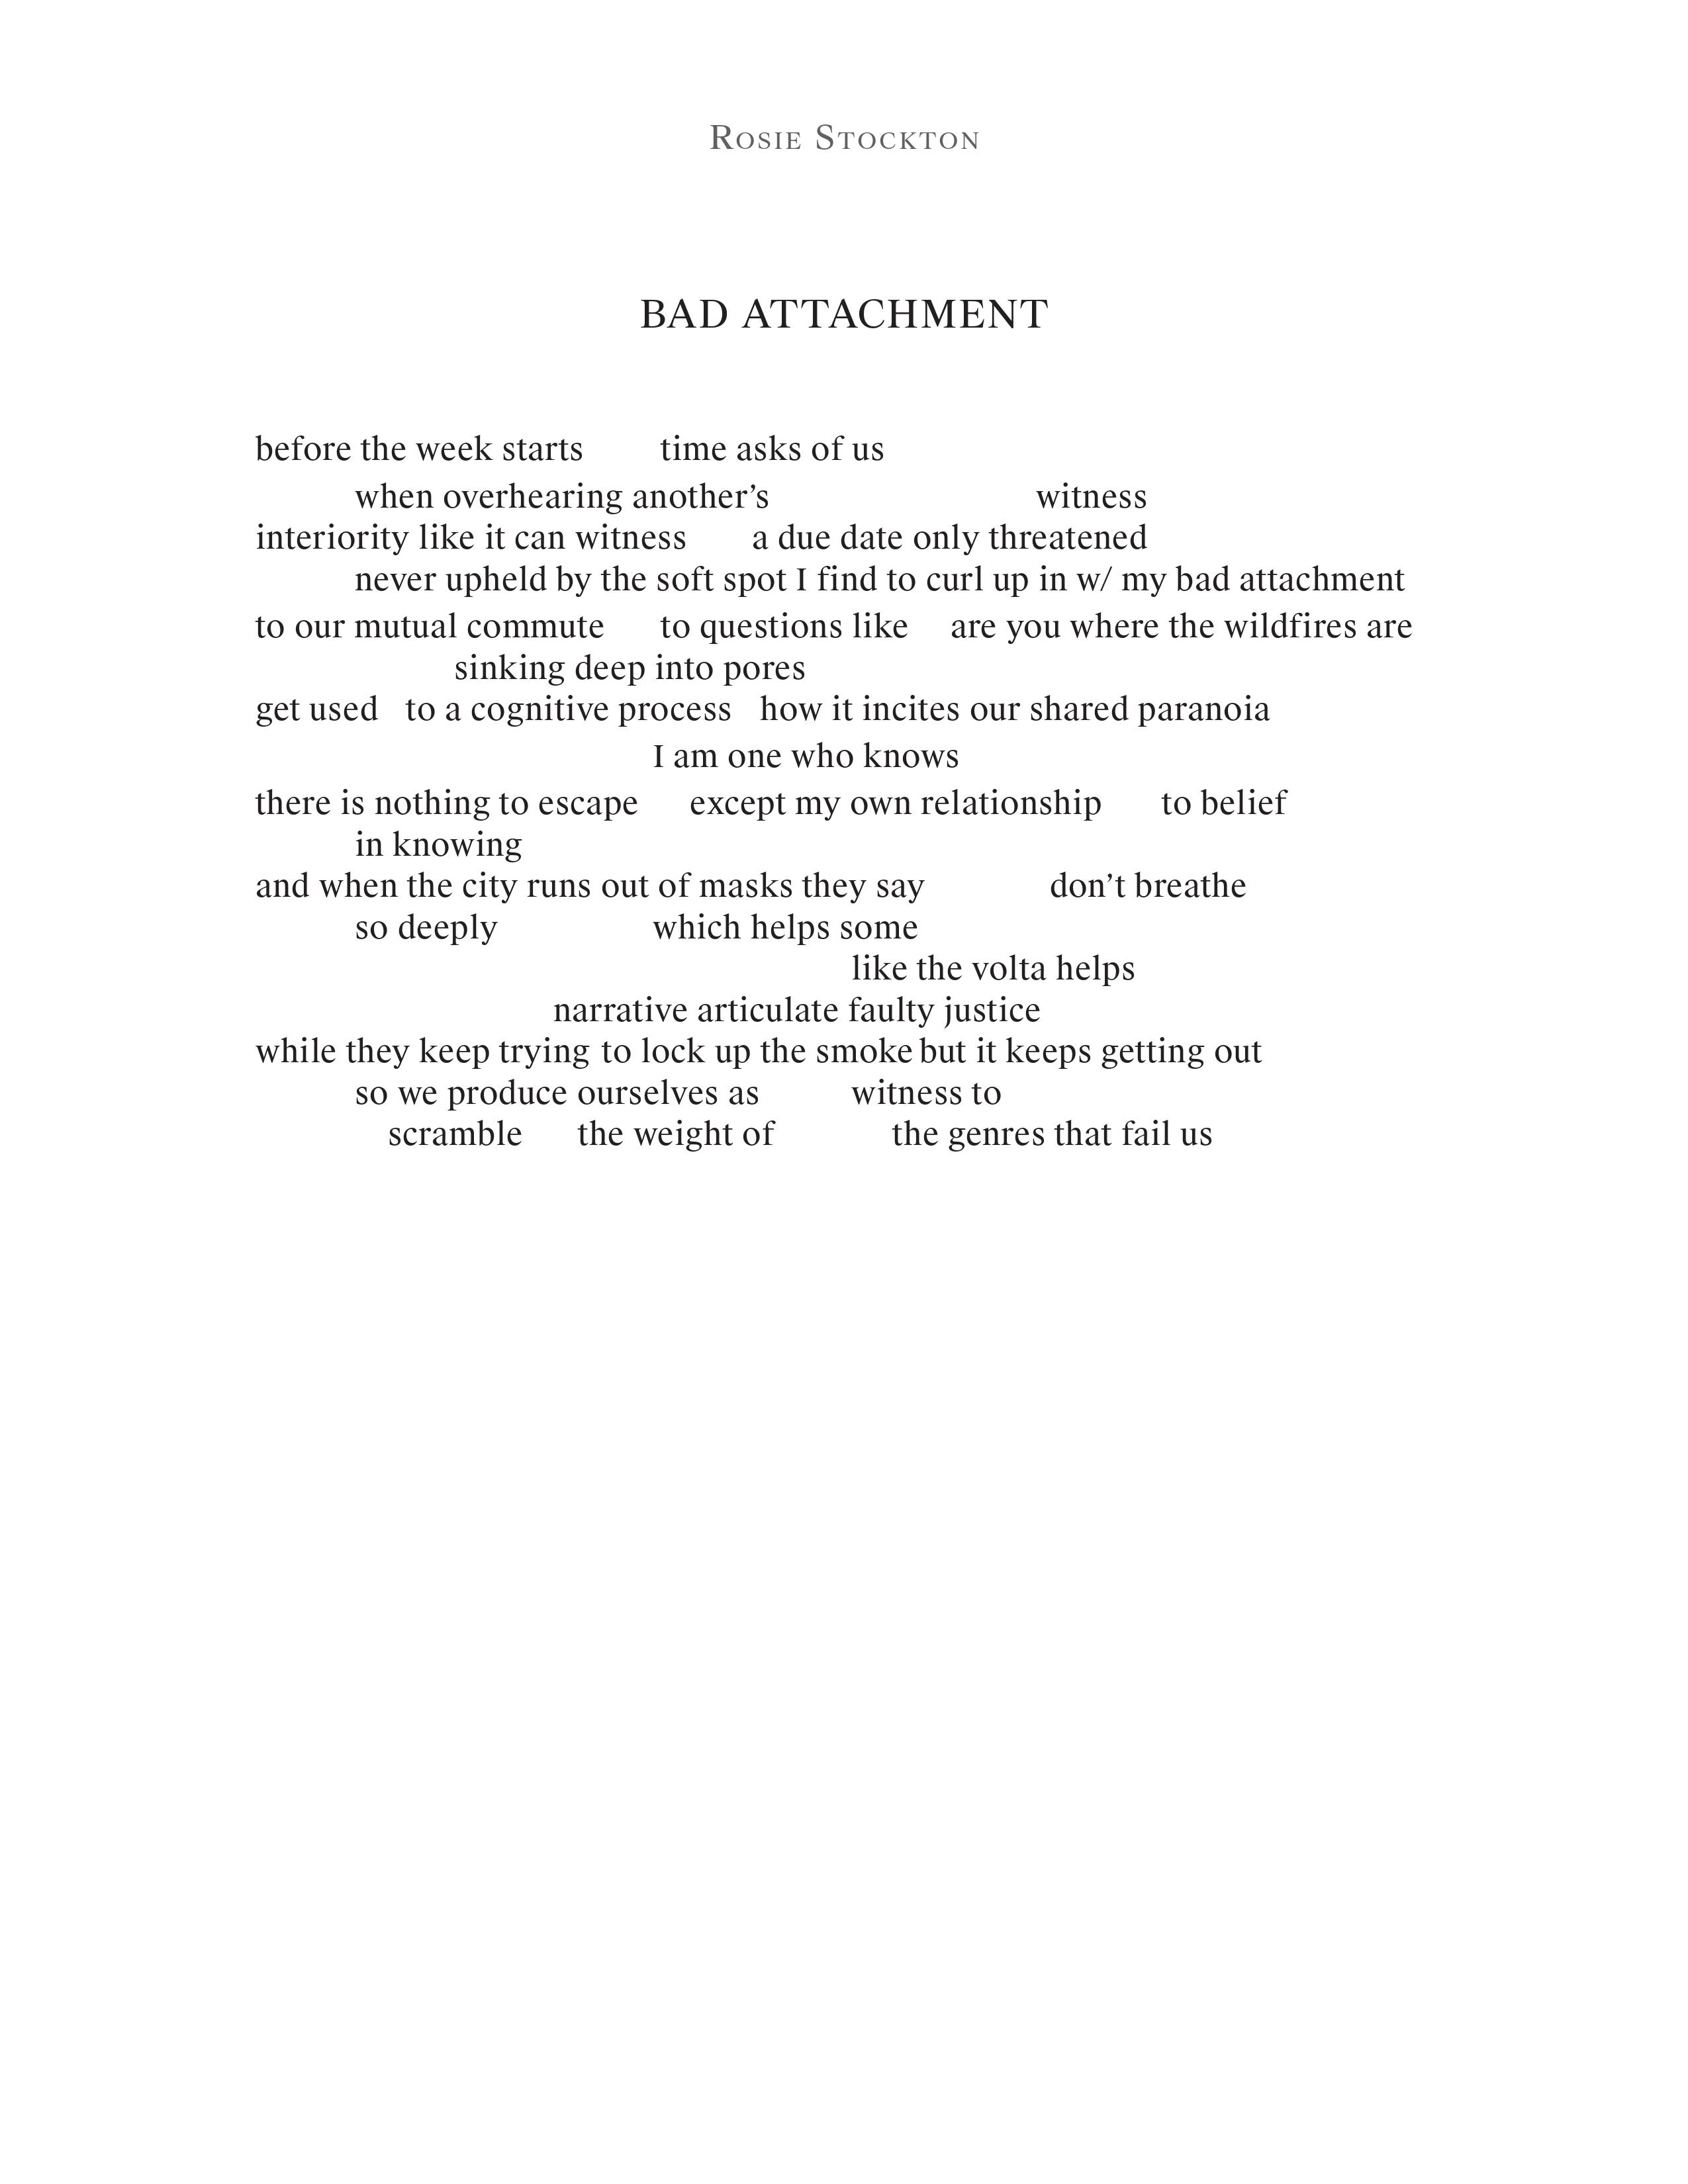 Rosie Stockton
BAD ATTACHMENT
before the week starts time asks of us
when overhearing another’s witness
interiority like it can witness a due date only threatened
never upheld by the soft spot I find to curl up in w/ my bad attachment
to our mutual commute to questions like are you where the wildfires are
sinking deep into pores
get used to a cognitive process how it incites our shared paranoia
I am one who knows
there is nothing to escape except my own relationship to belief
in knowing
and when the city runs out of masks they say don’t breathe
so deeply which helps some
like the volta helps
narrative articulate faulty justice
while they keep trying to lock up the smoke but it keeps getting out
so we produce ourselves as witness to
scramble the weight of the genres that fail us